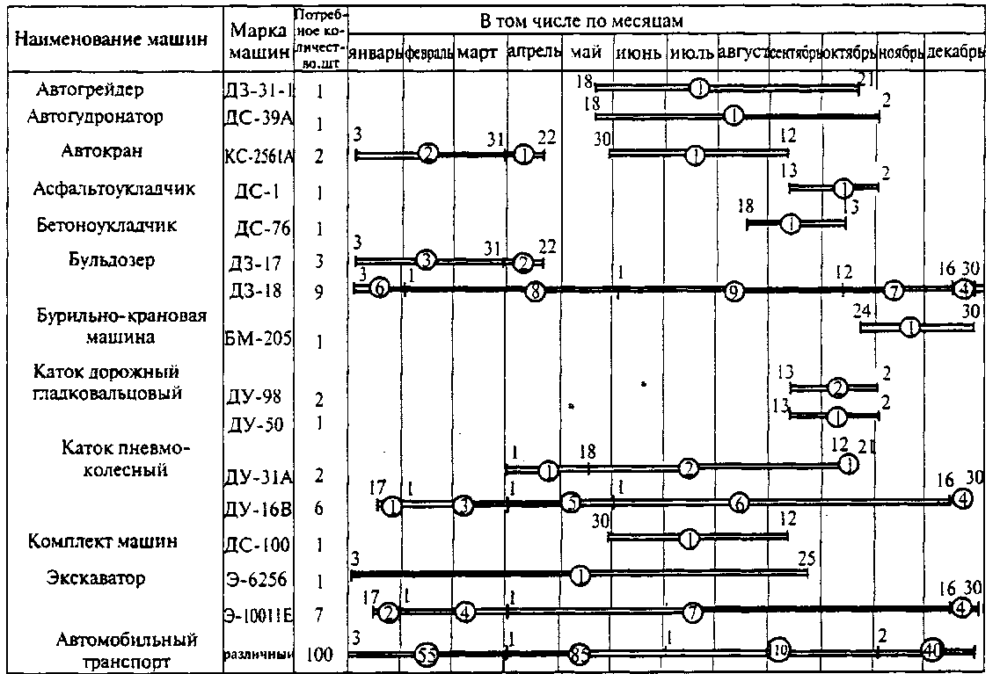 Наименование машин
Марка машин
Потреб-
ное ко-
личест-
во.шт
В том числе по месяцам
январь февраль март апрель май июнь июль август сентябрь октябрь ноябрь декабрь
Автогрейдер ДЗ-31-1 1 18 1 21
Автогудронатор ДС-39А 1 18 1 2
Автокран КС-2561А 2 3 2 31 1 22 30 1 12
Асфальтоукладчик ДС-1 1 13 1 2
Бетоноукладчик ДС-76 1 18 1 3
Бульдозер ДЗ-17 3 3 3 31 2 22
ДЗ-18 9 3 6 1 8 1 9 12 7 16 4 30
Бурильно-крановая
машина БМ-205 1 24 1 30
Каток дорожный
гладковальцовый ДУ-98 2 13 2 2
ДУ-50 1 13 1 2
Каток пневмо-
колесный ДУ-31А 2 1 1 18 2 12 1 21
ДУ-16В 6 17 1 1 3 1 5 1 6 16 4 30
Комплект машин ДС-100 1 30 1 12
Экскаватор Э-6256 1 3 1 25
Э-10011Е 7 17 2 1 4 1 7 16 4 30
Автомобильный
транспорт различный 100 3 55 1 85 1 10 2 40